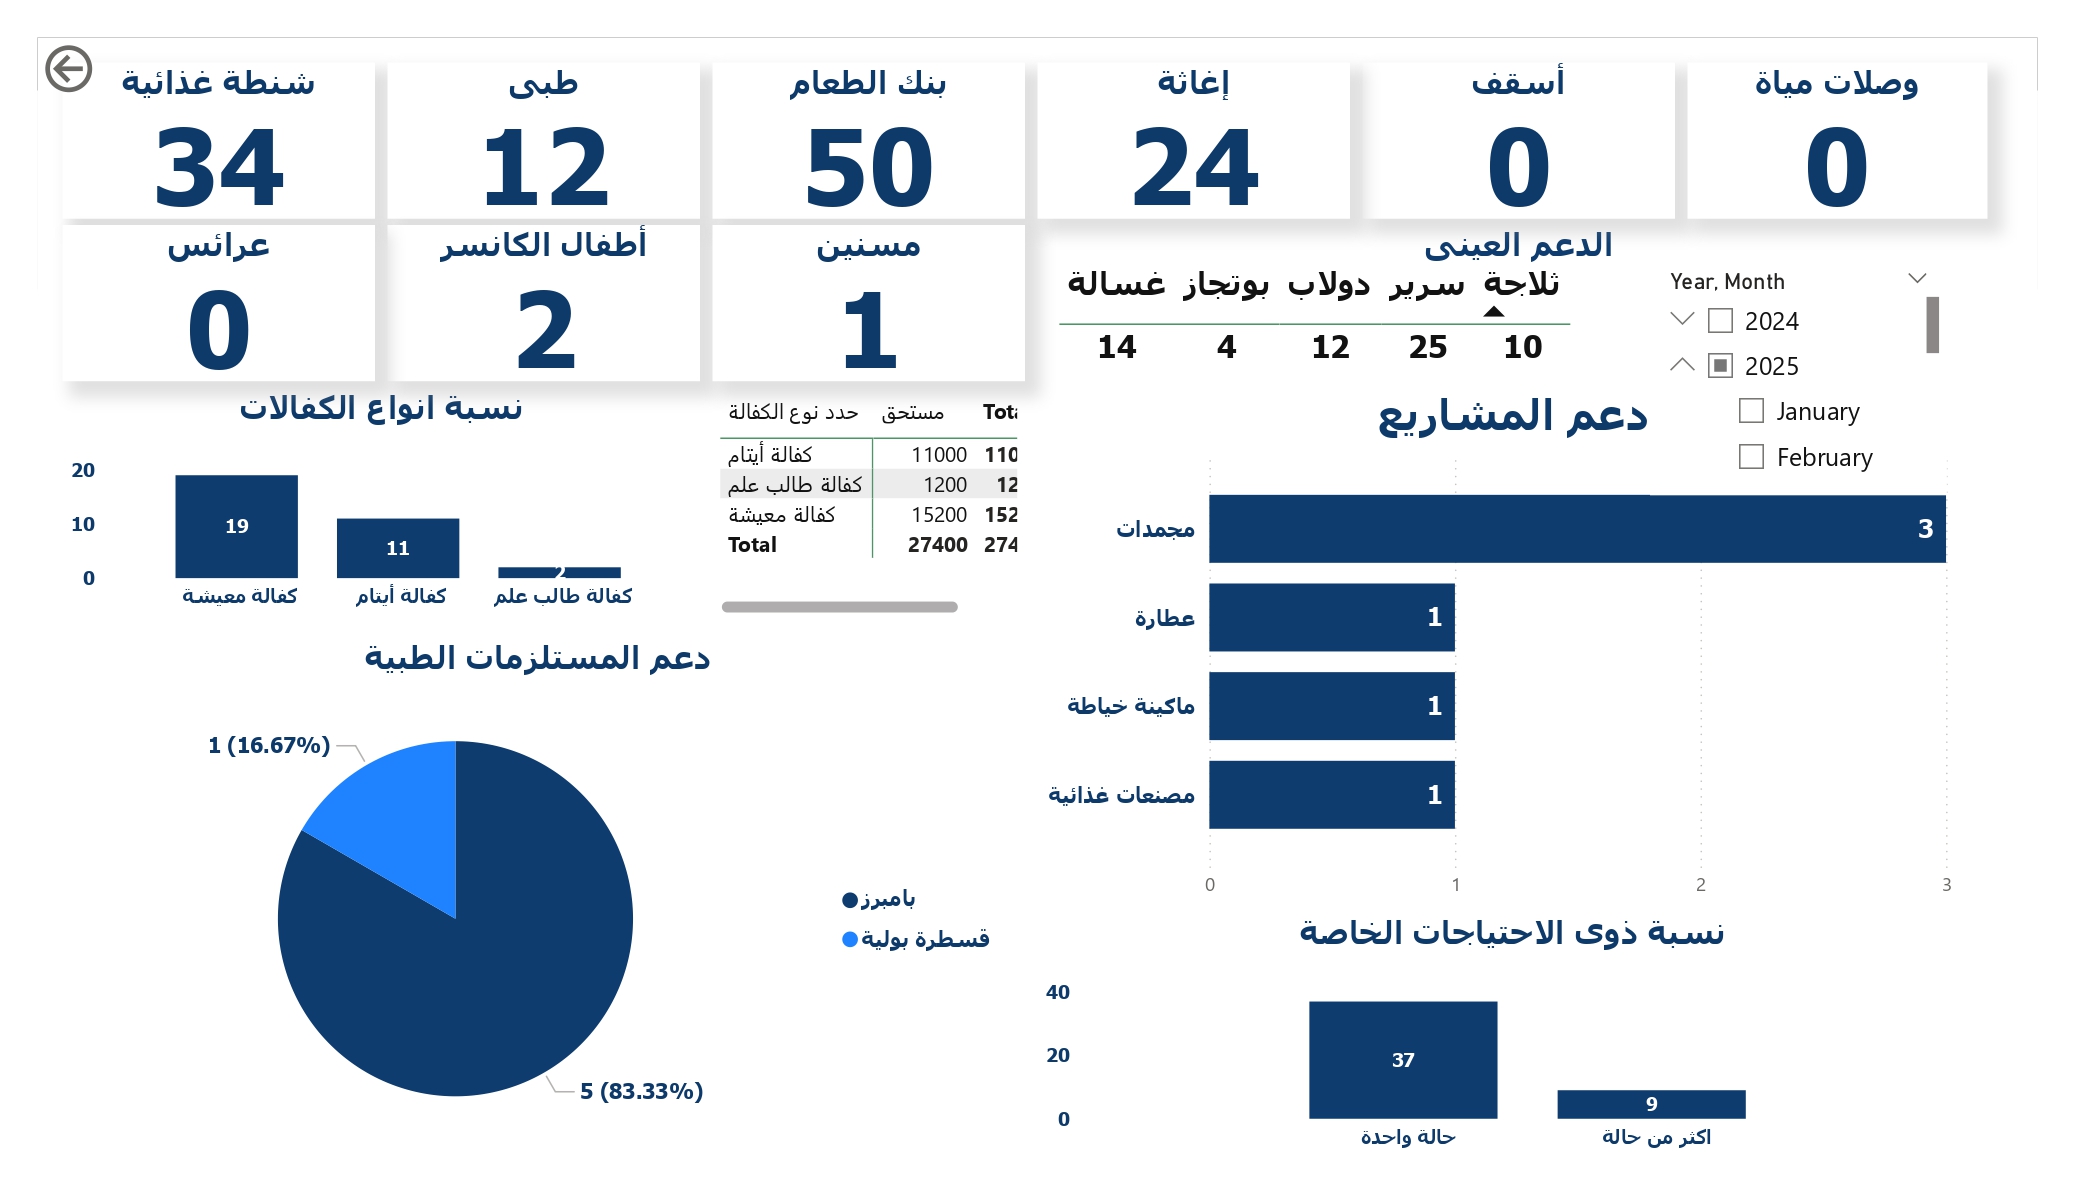 شنطة غذائية
34
طبى
12
بنك الطعام
50
إغاثة
24
أسقف
0
وصلات مياة
0
عرائس
0
أطفال الكانسر
2
مسنين
1
الدعم العينى
غسالة بوتجاز دولاب سرير ثلاجة
14 4 12 25 10
Year, Month
2024
2025
January
February
نسبة انواع الكفالات
20
10
0
19
11
2
كفالة معيشة
كفالة أيتام
كفالة طالب علم
حدد نوع الكفالة مستحق Tota
كفالة أيتام 11000 110
كفالة طالب علم 1200 12
كفالة معيشة 15200 152
Total 27400 274
دعم المشاريع
مجمدات 3
عطارة 1
ماكينة خياطة 1
مصنعات غذائية 1
0 1 2 3
دعم المستلزمات الطبية
1 (16.67%)
5 (83.33%)
بامبرز
قسطرة بولية
نسبة ذوى الاحتياجات الخاصة
40
20
0
37
9
حالة واحدة
اكثر من حالة